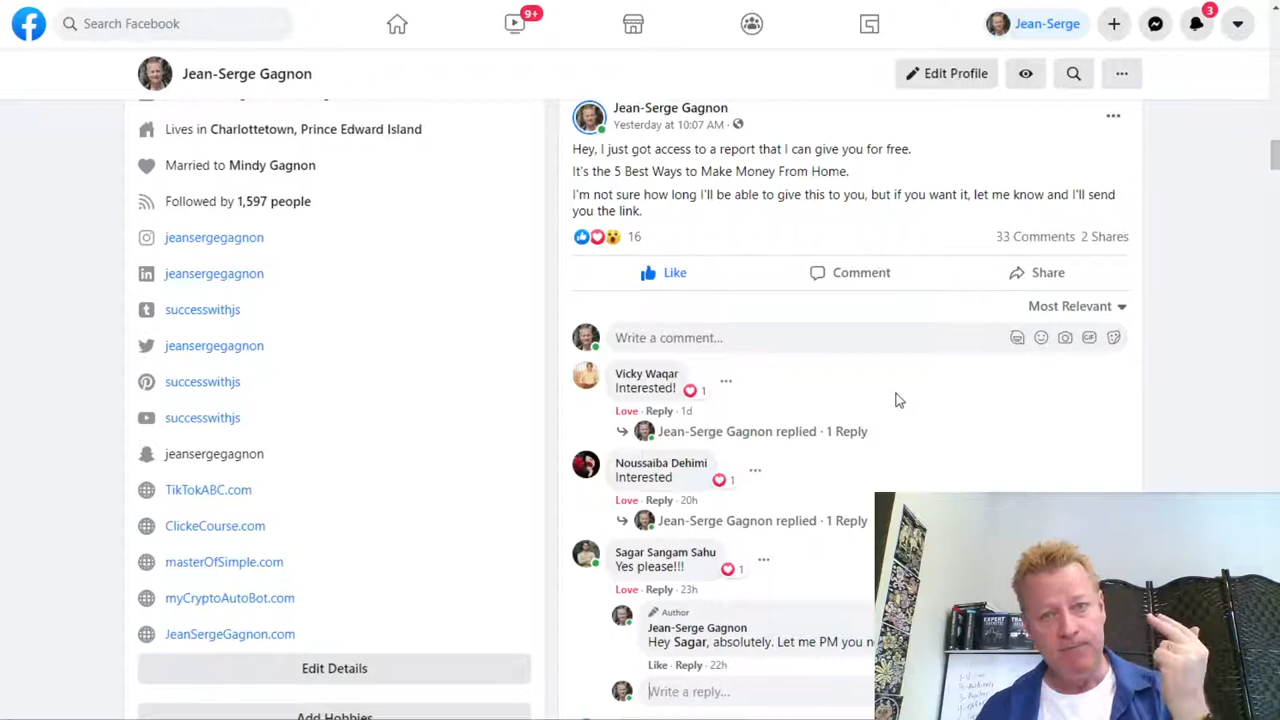 Search Facebook
9+
Jean-Serge
3
Jean-Serge Gagnon
Edit Profile
Lives in Charlottetown, Prince Edward Island
Married to Mindy Gagnon
Followed by 1,597 people
jeansergegagnon
jeansergegagnon
successwithjs
jeansergegagnon
successwithjs
successwithjs
jeansergegagnon
TikTokABC.com
ClickeCourse.com
masterOfSimple.com
myCryptoAutoBot.com
JeanSergeGagnon.com
Edit Details
Add Hobbies
Jean-Serge Gagnon
Yesterday at 10:07 AM ·
Hey, I just got access to a report that I can give you for free.
It's the 5 Best Ways to Make Money From Home.
I'm not sure how long I'll be able to give this to you, but if you want it, let me know and I'll send
you the link.
16
33 Comments 2 Shares
Like
Comment
Share
Most Relevant
Write a comment...
GIF
Vicky Waqar
Interested!
1
Love · Reply · 1d
Jean-Serge Gagnon replied · 1 Reply
Noussaiba Dehimi
Interested
1
Love · Reply · 20h
Jean-Serge Gagnon replied · 1 Reply
Sagar Sangam Sahu
Yes please!!!
1
Love · Reply · 23h
Author
Jean-Serge Gagnon
Hey Sagar, absolutely. Let me PM you
Like · Reply · 22h
Write a reply...
EXPERT